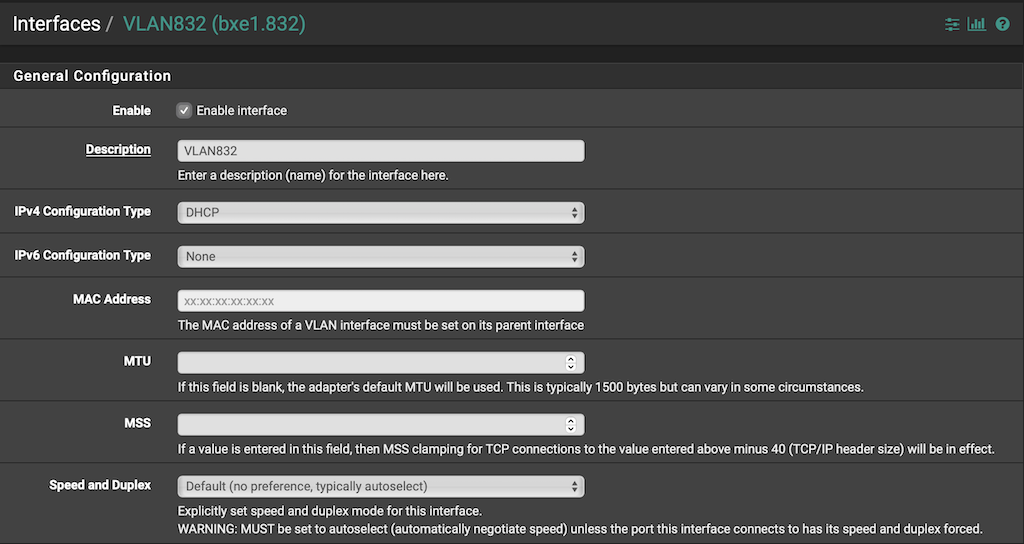 Interfaces / VLAN832 (bxe1.832)
General Configuration
Enable
Enable interface
Description
VLAN832
Enter a description (name) for the interface here.
IPv4 Configuration Type
DHCP
IPv6 Configuration Type
None
MAC Address
xx:xx:xx:xx:xx:xx
The MAC address of a VLAN interface must be set on its parent interface
MTU
If this field is blank, the adapter's default MTU will be used. This is typically 1500 bytes but can vary in some circumstances.
MSS
If a value is entered in this field, then MSS clamping for TCP connections to the value entered above minus 40 (TCP/IP header size) will be in effect.
Speed and Duplex
Default (no preference, typically autoselect)
Explicitly set speed and duplex mode for this interface.
WARNING: MUST be set to autoselect (automatically negotiate speed) unless the port this interface connects to has its speed and duplex forced.